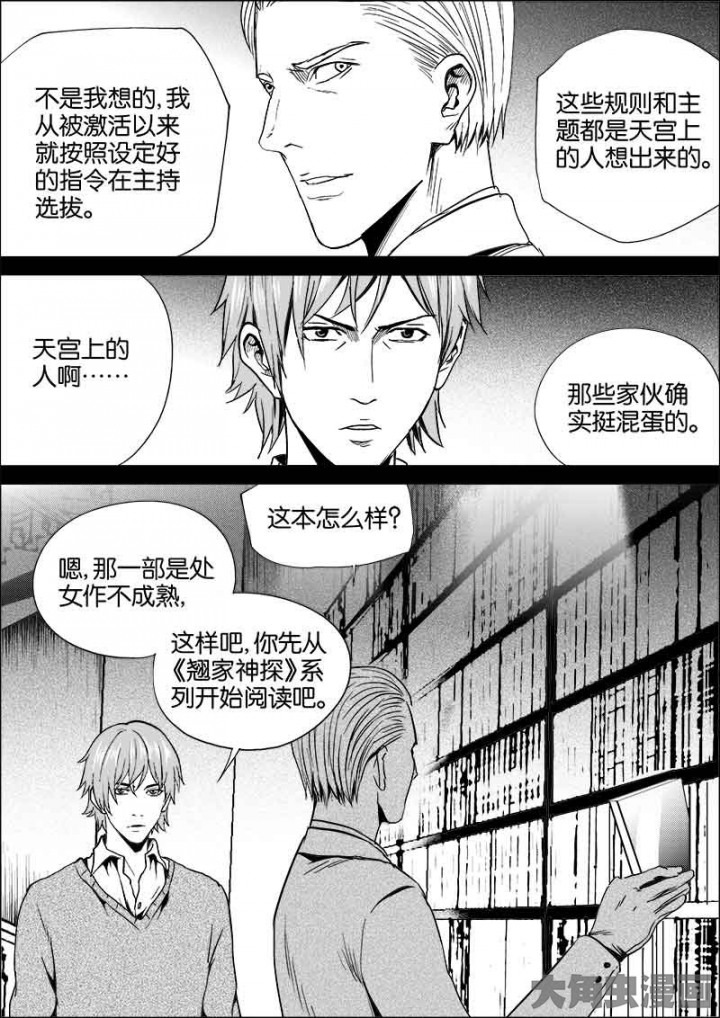 不是我想的,我
从被激活以来
就按照设定好
的指令在主持
选拔。
这些规则和主
题都是天宫上
的人想出来的。
天宫上的
人啊……
那些家伙确
实挺混蛋的。
这本怎么样?
嗯,那一部是处
女作不成熟,
这样吧,你先从
《翘家神探》系
列开始阅读吧。
大角虫漫画